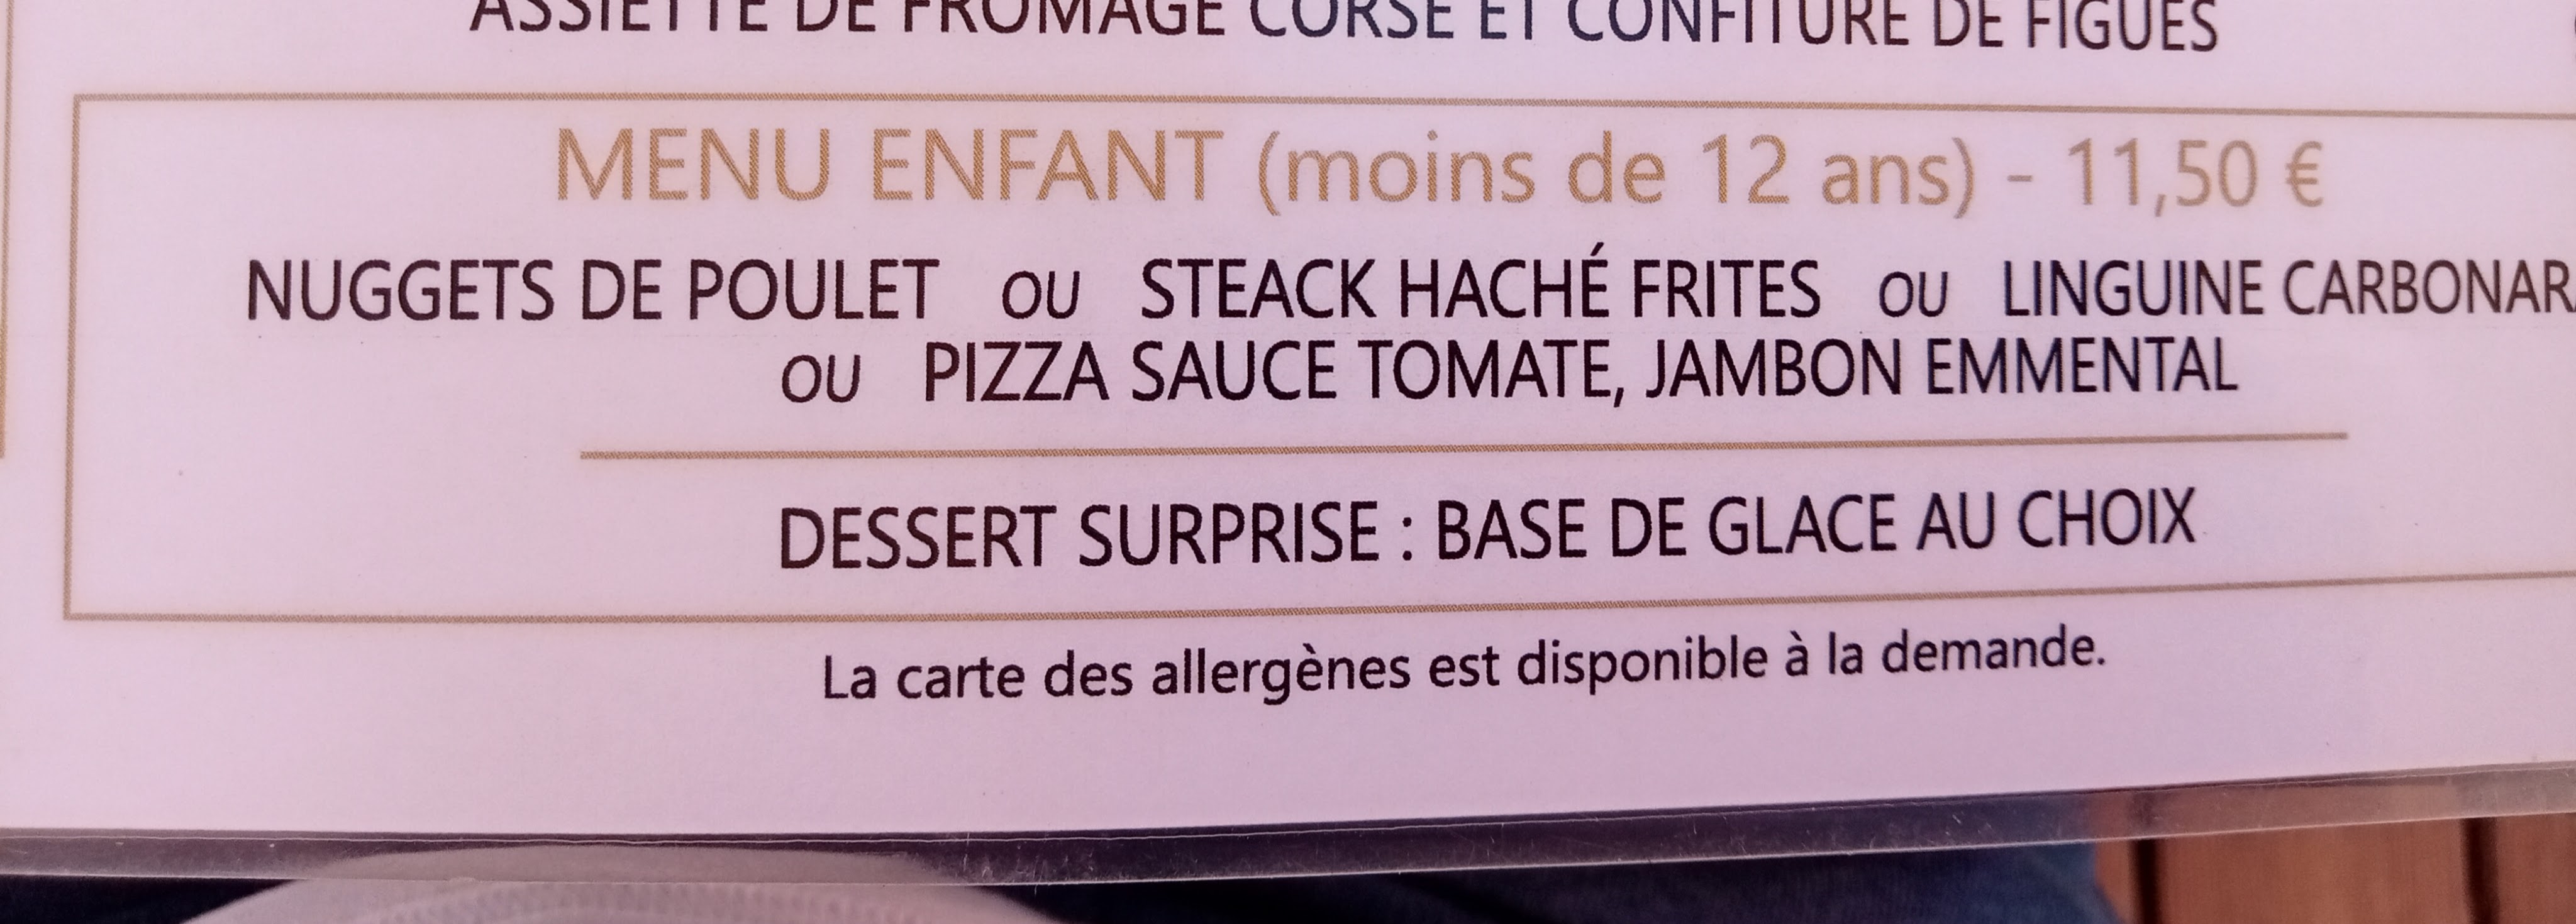 ASSIETTE DE FROMAGE CORSE ET CONFITURE DE FIGUES
MENU ENFANT (moins de 12 ans) - 11,50 €
NUGGETS DE POULET OU STEACK HACHÉ FRITES OU LINGUINE CARBONAR
OU PIZZA SAUCE TOMATE, JAMBON EMMENTAL
DESSERT SURPRISE : BASE DE GLACE AU CHOIX
La carte des allergènes est disponible à la demande.